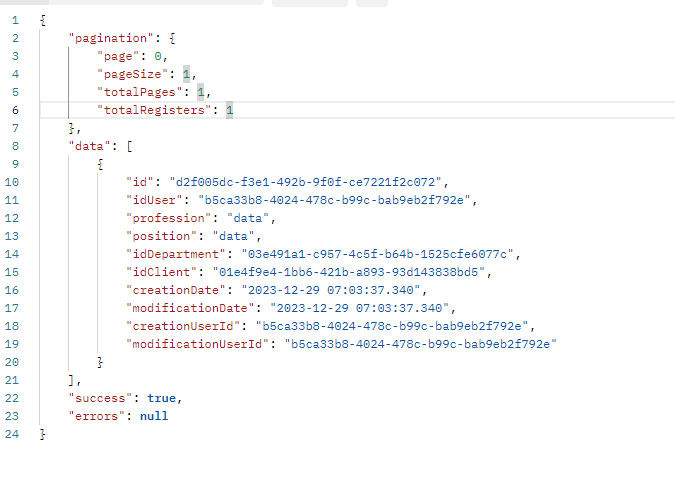 1 {
2 "pagination": {
3 "page": 0,
4 "pageSize": 1,
5 "totalPages": 1,
6 "totalRegisters": 1
7 },
8 "data": [
9 {
10 "id": "d2f005dc-f3e1-492b-9f0f-ce7221f2c072",
11 "idUser": "b5ca33b8-4024-478c-b99c-bab9eb2f792e",
12 "profession": "data",
13 "position": "data",
14 "idDepartment": "03e491a1-c957-4c5f-b64b-1525cfe6077c",
15 "idClient": "01e4f9e4-1bb6-421b-a893-93d143838bd5",
16 "creationDate": "2023-12-29 07:03:37.340",
17 "modificationDate": "2023-12-29 07:03:37.340",
18 "creationUserId": "b5ca33b8-4024-478c-b99c-bab9eb2f792e",
19 "modificationUserId": "b5ca33b8-4024-478c-b99c-bab9eb2f792e"
20 }
21 ],
22 "success": true,
23 "errors": null
24 }